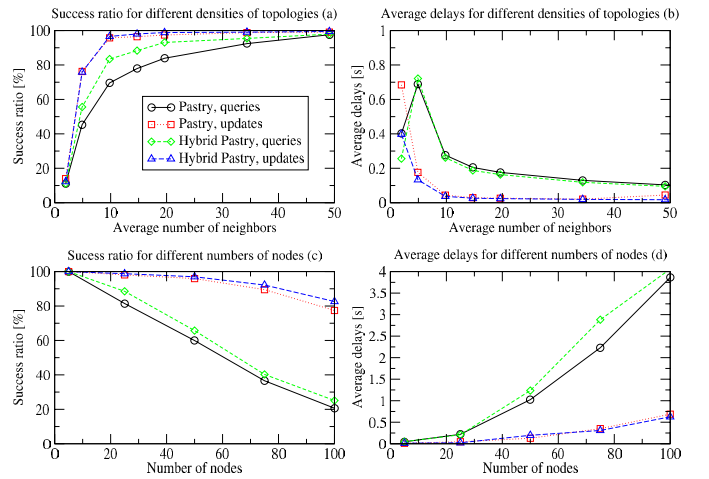 Success ratio for different densities of topologies (a)
Success ratio [%]
100
80
60
40
20
0
0 10 20 30 40 50
Average number of neighbors
Pastry, queries
Pastry, updates
Hybrid Pastry, queries
Hybrid Pastry, updates
Average delays for different densities of topologies (b)
Average delays [s]
1
0.8
0.6
0.4
0.2
0
0 10 20 30 40 50
Average number of neighbors
Sucess ratio for different numbers of nodes (c)
Success ratio [%]
100
80
60
40
20
0
0 20 40 60 80 100
Number of nodes
Average delays for different numbers of nodes (d)
Average delays [s]
4
3.5
3
2.5
2
1.5
1
0.5
0
0 20 40 60 80 100
Number of nodes